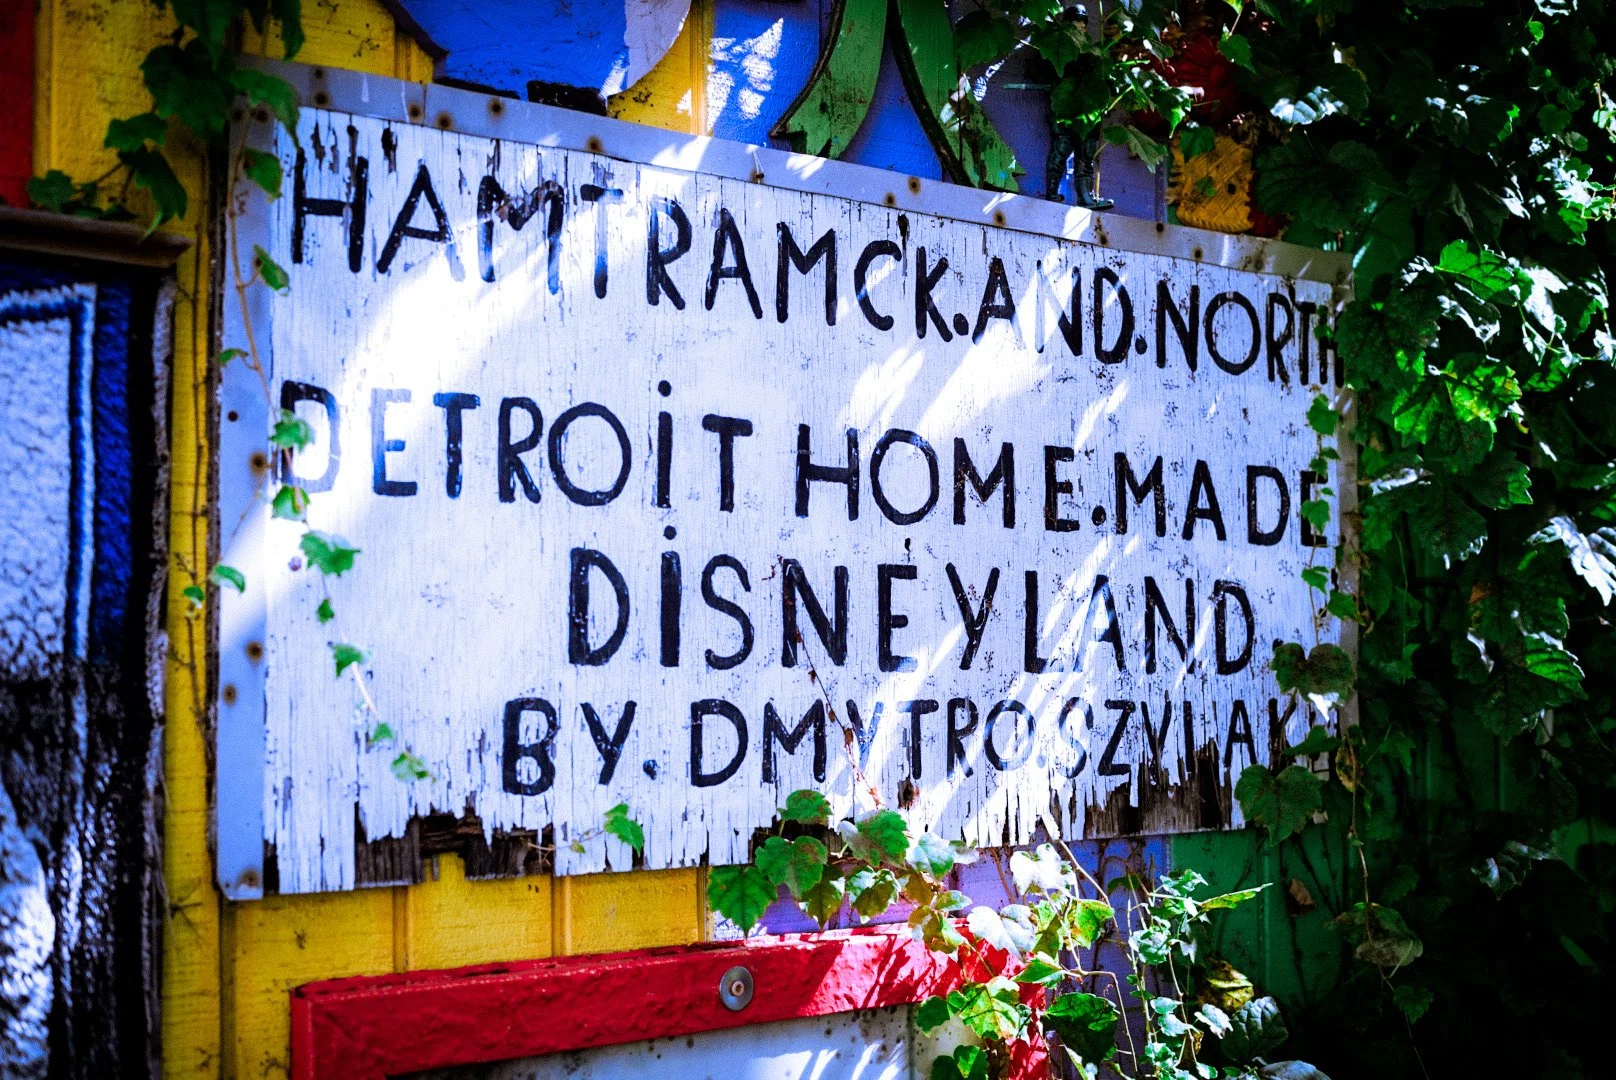 HAMTRAMCK.AND.NORTH
DETROiT HOME.MADE
DiSNEYLAND
BY.DMYTRO.SZYLAK